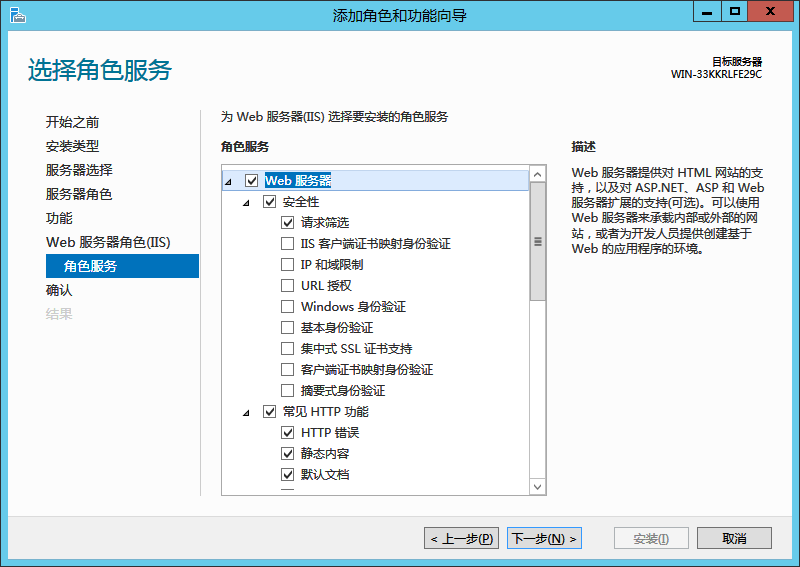 添加角色和功能向导
选择角色服务
目标服务器
WIN-33KKRLFE29C
开始之前
安装类型
服务器选择
服务器角色
功能
Web 服务器角色(IIS)
角色服务
确认
结果
为 Web 服务器(IIS) 选择要安装的角色服务
角色服务
Web 服务器
安全性
请求筛选
IIS 客户端证书映射身份验证
IP 和域限制
URL 授权
Windows 身份验证
基本身份验证
集中式 SSL 证书支持
客户端证书映射身份验证
摘要式身份验证
常见 HTTP 功能
HTTP 错误
静态内容
默认文档
描述
Web 服务器提供对 HTML 网站的支
持，以及对 ASP.NET、ASP 和 Web
服务器扩展的支持(可选)。可以使用
Web 服务器来承载内部或外部的网
站，或者为开发人员提供创建基于
Web 的应用程序的环境。
< 上一步(P)
下一步(N) >
安装(I)
取消